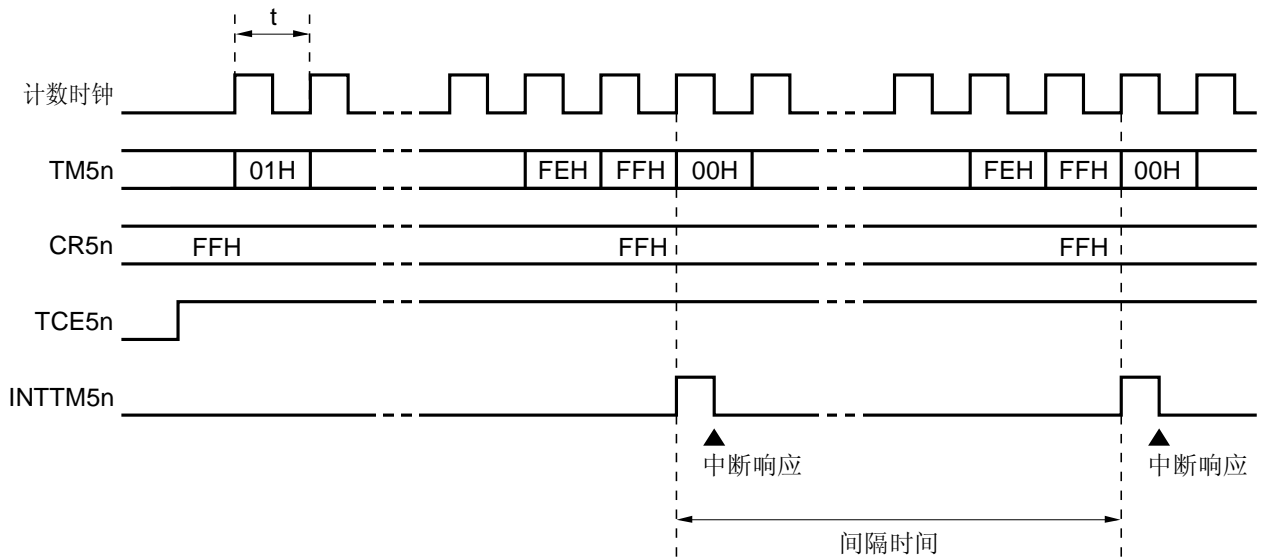 t
计数时钟
TM5n 01H FEH FFH 00H FEH FFH 00H
CR5n FFH FFH FFH
TCE5n
INTTM5n
中断响应 中断响应
间隔时间